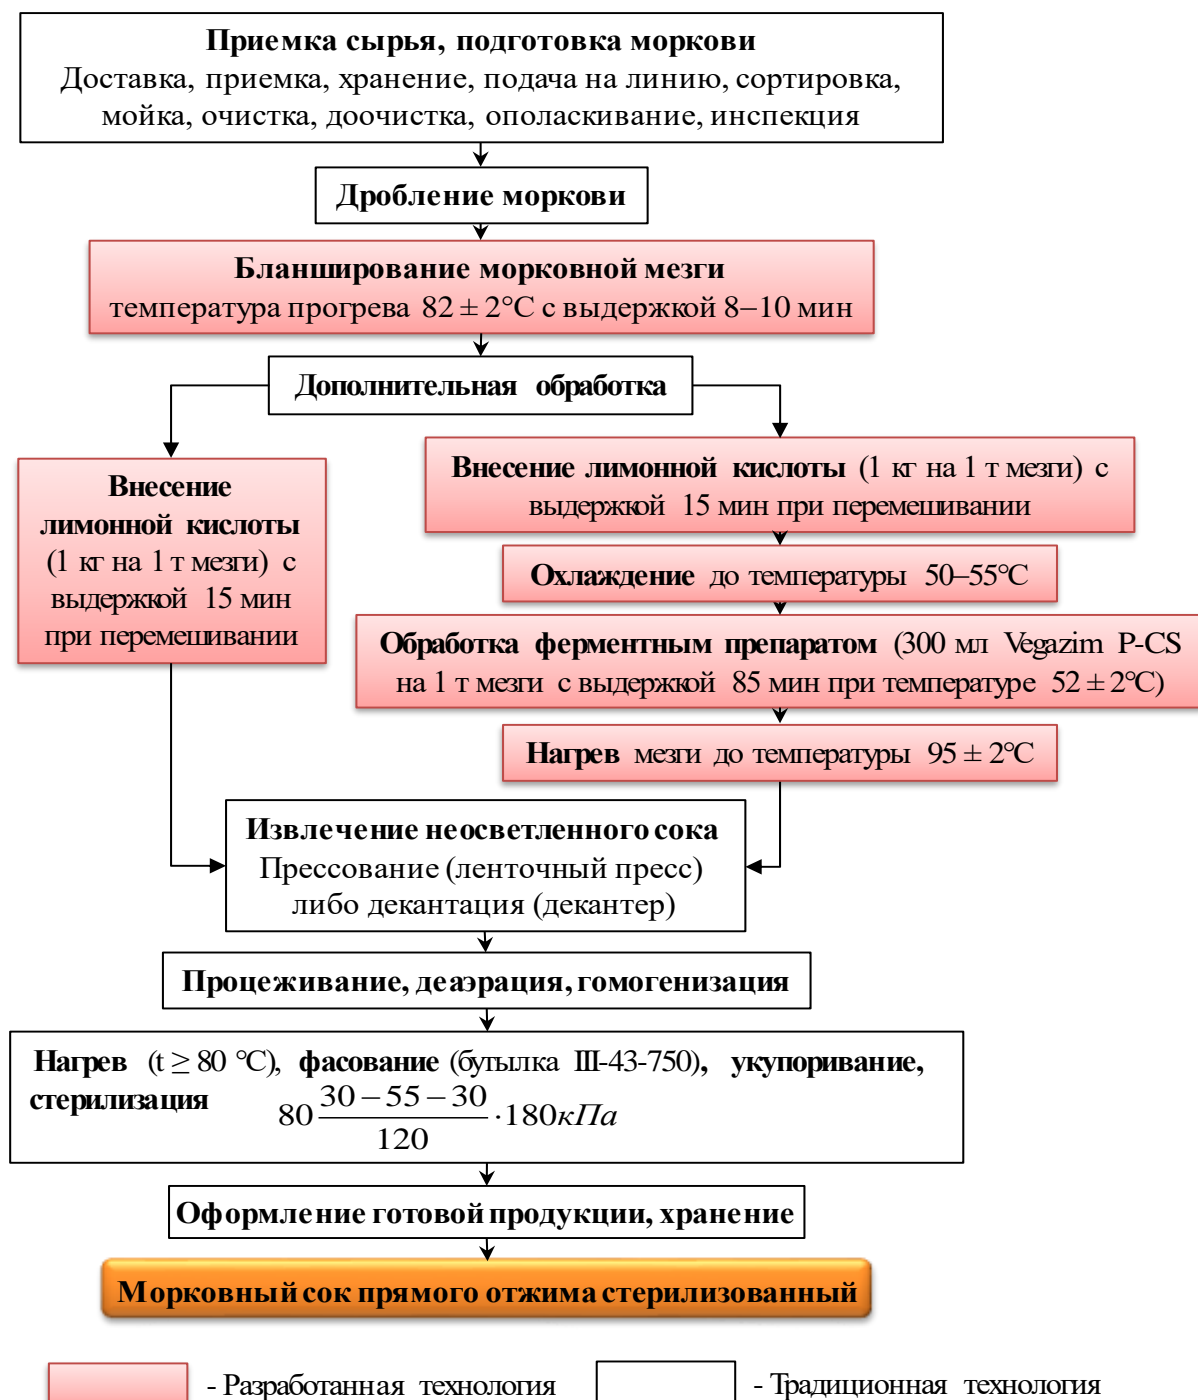 Приемка сырья, подготовка моркови
Доставка, приемка, хранение, подача на линию, сортировка,
мойка, очистка, доочистка, ополаскивание, инспекция
Дробление моркови
Бланширование морковной мезги
температура прогрева 82 ± 2°С с выдержкой 8–10 мин
Дополнительная обработка
Внесение
лимонной кислоты
(1 кг на 1 т мезги) с
выдержкой 15 мин
при перемешивании
Внесение лимонной кислоты (1 кг на 1 т мезги) с
выдержкой 15 мин при перемешивании
Охлаждение до температуры 50–55°С
Обработка ферментным препаратом (300 мл Vegazim P-CS
на 1 т мезги с выдержкой 85 мин при температуре 52 ± 2°С)
Нагрев мезги до температуры 95 ± 2°С
Извлечение неосветленного сока
Прессование (ленточный пресс)
либо декантация (декантер)
Процеживание, деаэрация, гомогенизация
Нагрев (t ≥ 80 °С), фасование (бутылка III-43-750), укупоривание,
стерилизация
80 (30 – 55 – 30)/120 · 180кПа
Оформление готовой продукции, хранение
Морковный сок прямого отжима стерилизованный
- Разработанная технология
- Традиционная технология